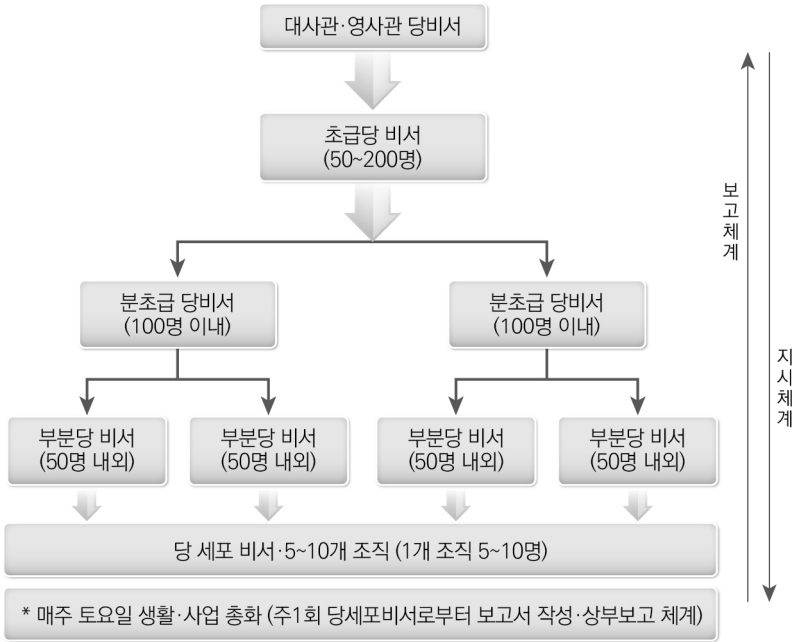 대사관·영사관 당비서
초급당 비서
(50~200명)
분초급 당비서
(100명 이내)
분초급 당비서
(100명 이내)
부분당 비서
(50명 내외)
부분당 비서
(50명 내외)
부분당 비서
(50명 내외)
부분당 비서
(50명 내외)
당 세포 비서·5~10개 조직 (1개 조직 5~10명)
* 매주 토요일 생활·사업 총화 (주1회 당세포비서로부터 보고서 작성·상부보고 체계)
보고체계
지시체계